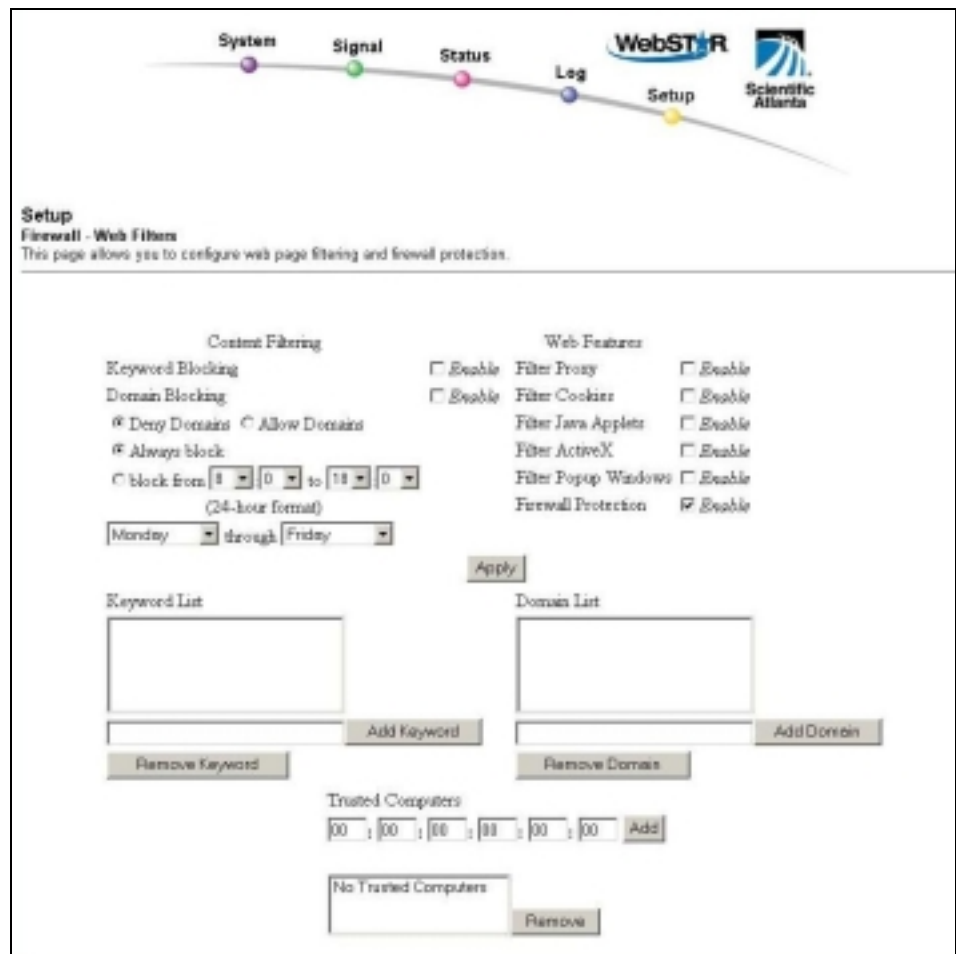 System
Signal
Status
Log
Setup
WebSTAR
Scientific
Atlanta
Setup
Firewall - Web Filters
This page allows you to configure web page filtering and firewall protection.
Content Filtering
Keyword Blocking Enable
Domain Blocking Enable
Deny Domains Allow Domains
Always block
block from 8 : 0 to 18 : 0
(24-hour format)
Monday through Friday
Web Features
Filter Proxy Enable
Filter Cookies Enable
Filter Java Applets Enable
Filter ActiveX Enable
Filter Popup Windows Enable
Firewall Protection Enable
Apply
Keyword List
Add Keyword
Remove Keyword
Domain List
Add Domain
Remove Domain
Trusted Computers
00 : 00 : 00 : 00 : 00 : 00 Add
No Trusted Computers
Remove